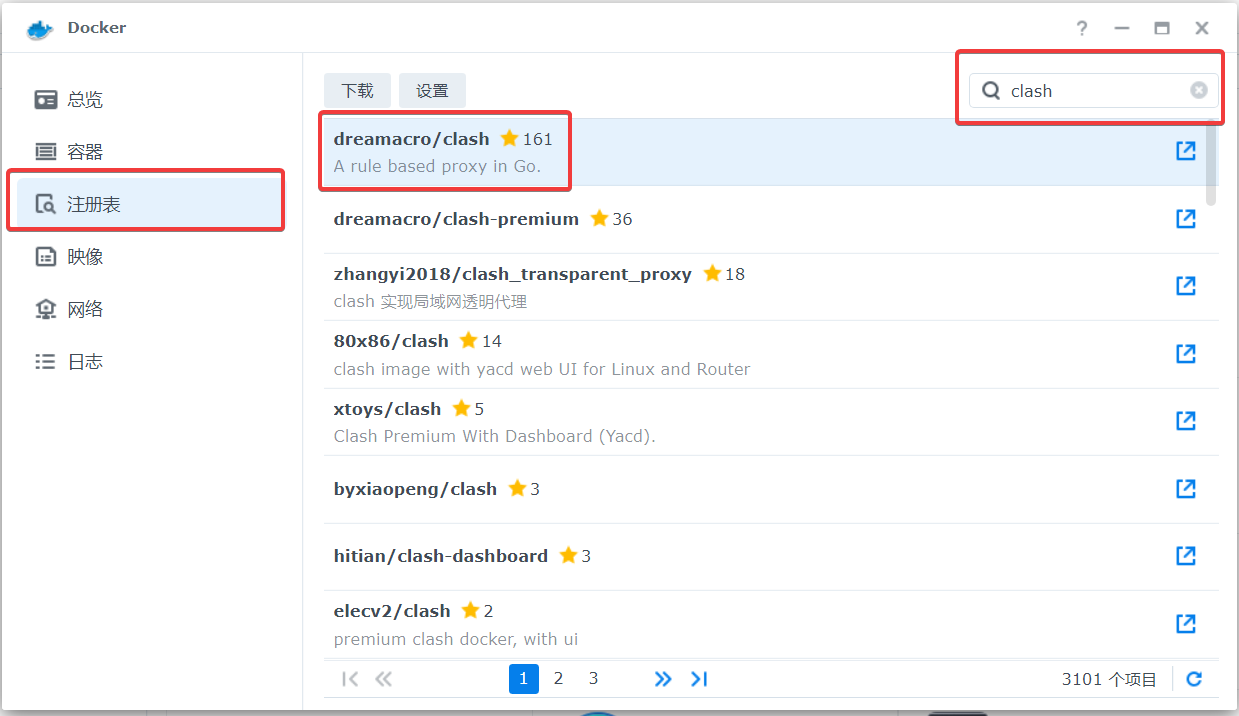 Docker
总览
容器
注册表
映像
网络
日志
下载 设置
clash
dreamacro/clash 161
A rule based proxy in Go.
dreamacro/clash-premium 36
zhangyi2018/clash_transparent_proxy 18
clash 实现局域网透明代理
80x86/clash 14
clash image with yacd web UI for Linux and Router
xtoys/clash 5
Clash Premium With Dashboard (Yacd).
byxiaopeng/clash 3
hitian/clash-dashboard 3
elecv2/clash 2
premium clash docker, with ui
1 2 3
3101 个项目